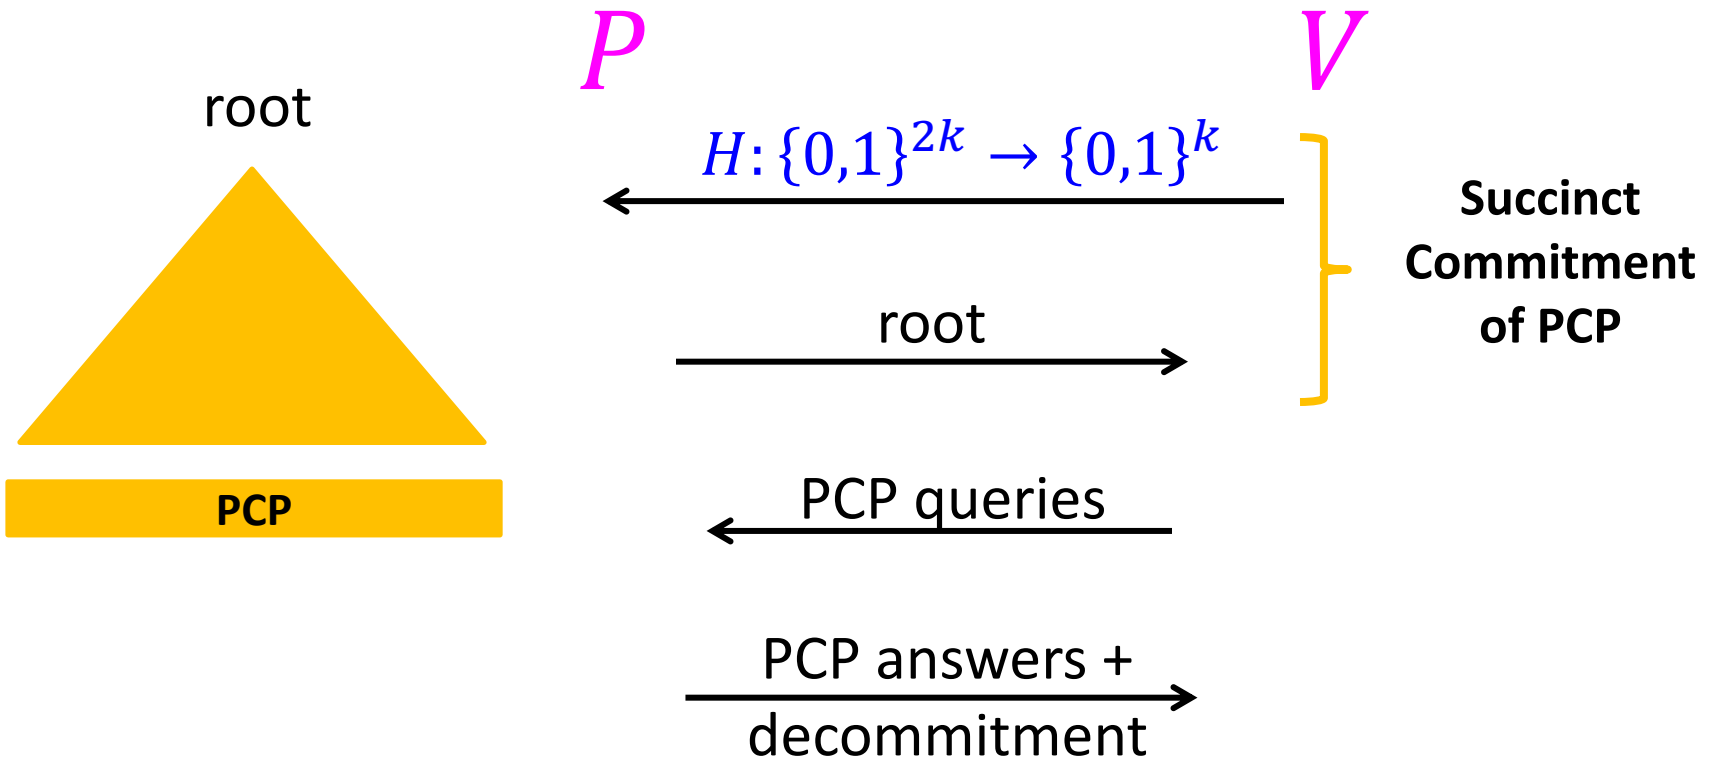 P V
root
H: {0,1}^{2k} → {0,1}^k
Succinct
Commitment
of PCP
root
PCP queries
PCP
PCP answers +
decommitment